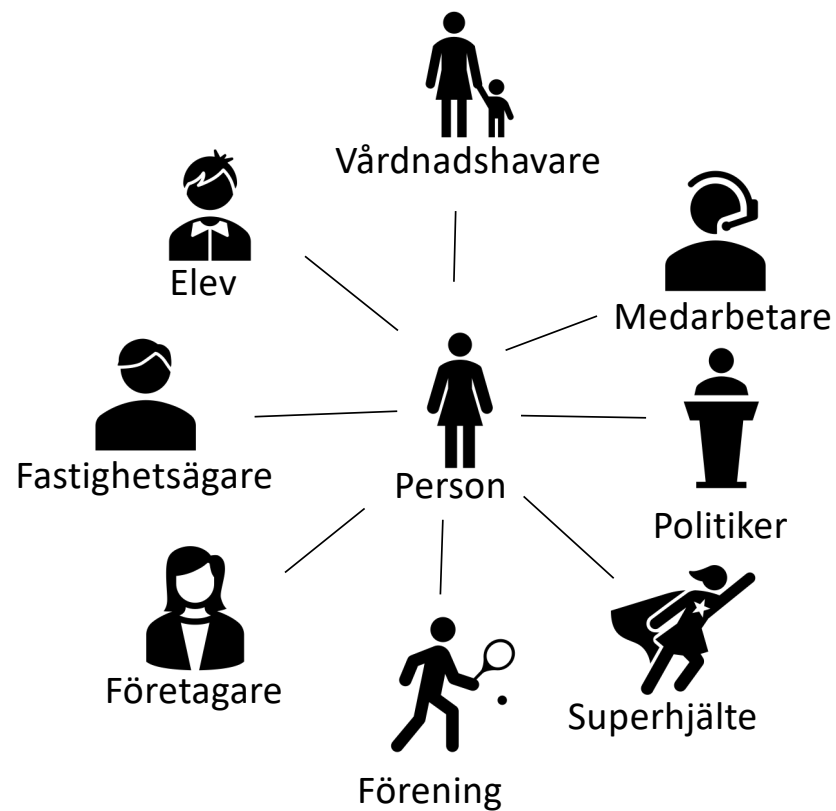 Vårdnadshavare
Elev
Medarbetare
Fastighetsägare
Person
Politiker
Företagare
Superhjälte
Förening